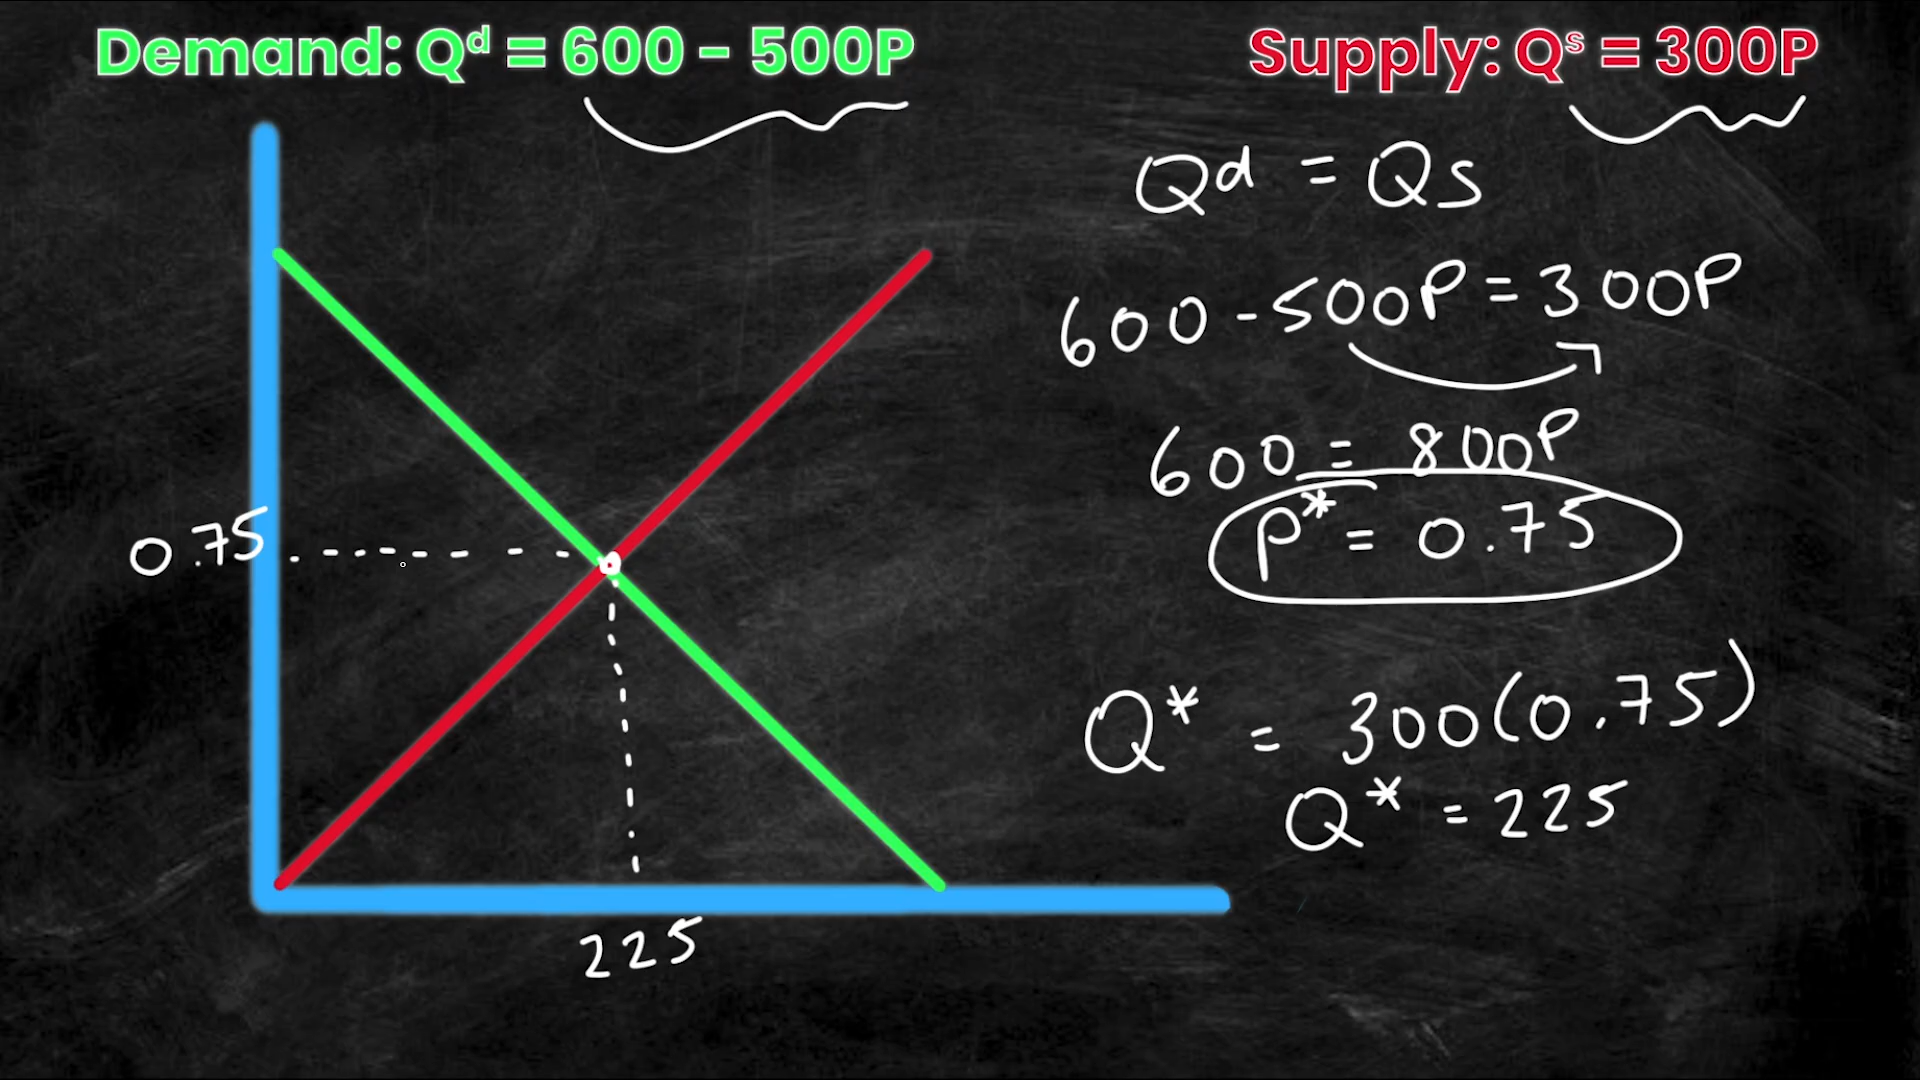 Demand: Qᵈ = 600 - 500P
Supply: Qˢ = 300P
Qᵈ = Qs
600 - 500P = 300P
600 = 800P
P* = 0.75
Q* = 300(0.75)
Q* = 225
0.75
225